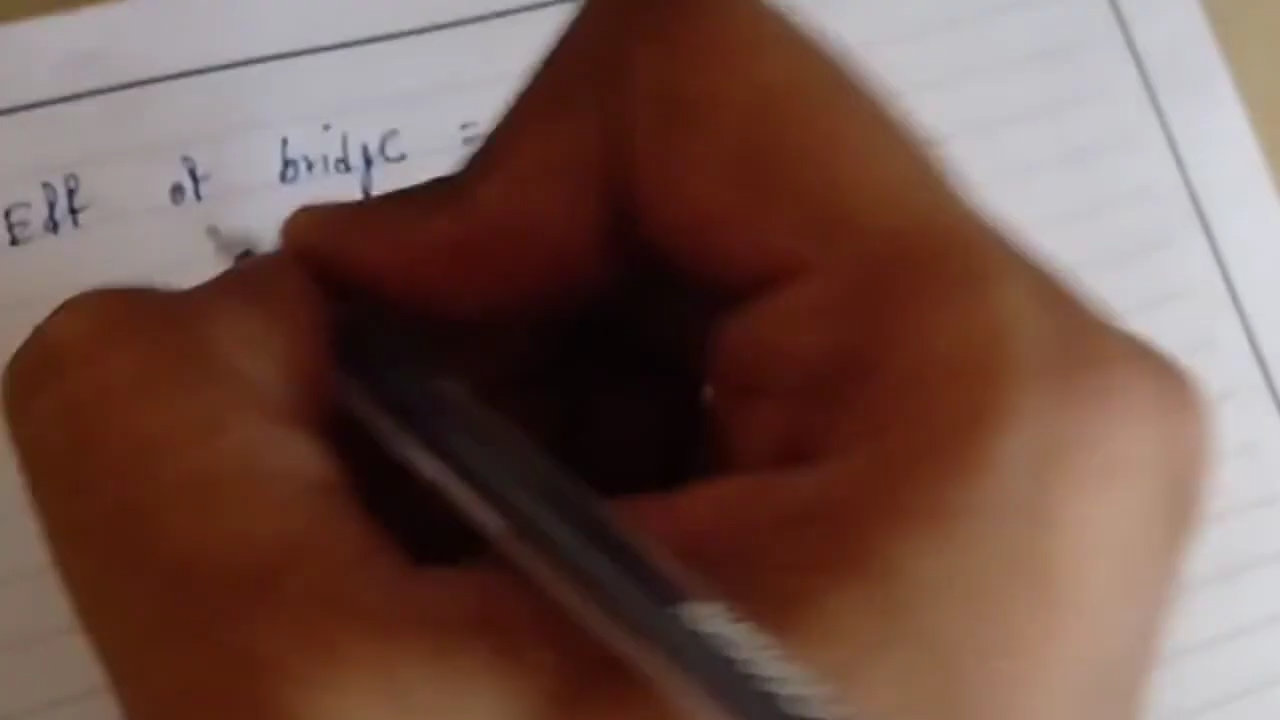 Eff of bridge =